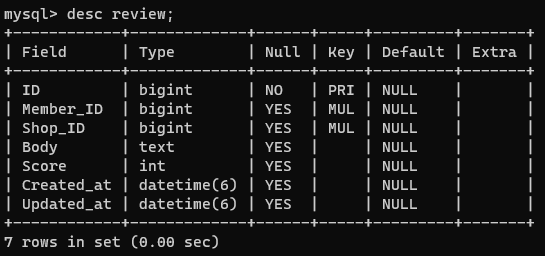 mysql> desc review;
+------------+-------------+------+-----+---------+-------+
| Field      | Type        | Null | Key | Default | Extra |
+------------+-------------+------+-----+---------+-------+
| ID         | bigint      | NO   | PRI | NULL    |       |
| Member_ID  | bigint      | YES  | MUL | NULL    |       |
| Shop_ID    | bigint      | YES  | MUL | NULL    |       |
| Body       | text        | YES  |     | NULL    |       |
| Score      | int         | YES  |     | NULL    |       |
| Created_at | datetime(6) | YES  |     | NULL    |       |
| Updated_at | datetime(6) | YES  |     | NULL    |       |
+------------+-------------+------+-----+---------+-------+
7 rows in set (0.00 sec)